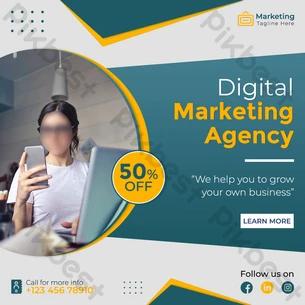 Marketing
Tagline Here
Digital
Marketing
Agency
50%
OFF
“We help you to grow
your own business”
LEARN MORE
Call for more info
+123 456 78910
Follow us on
pikbest